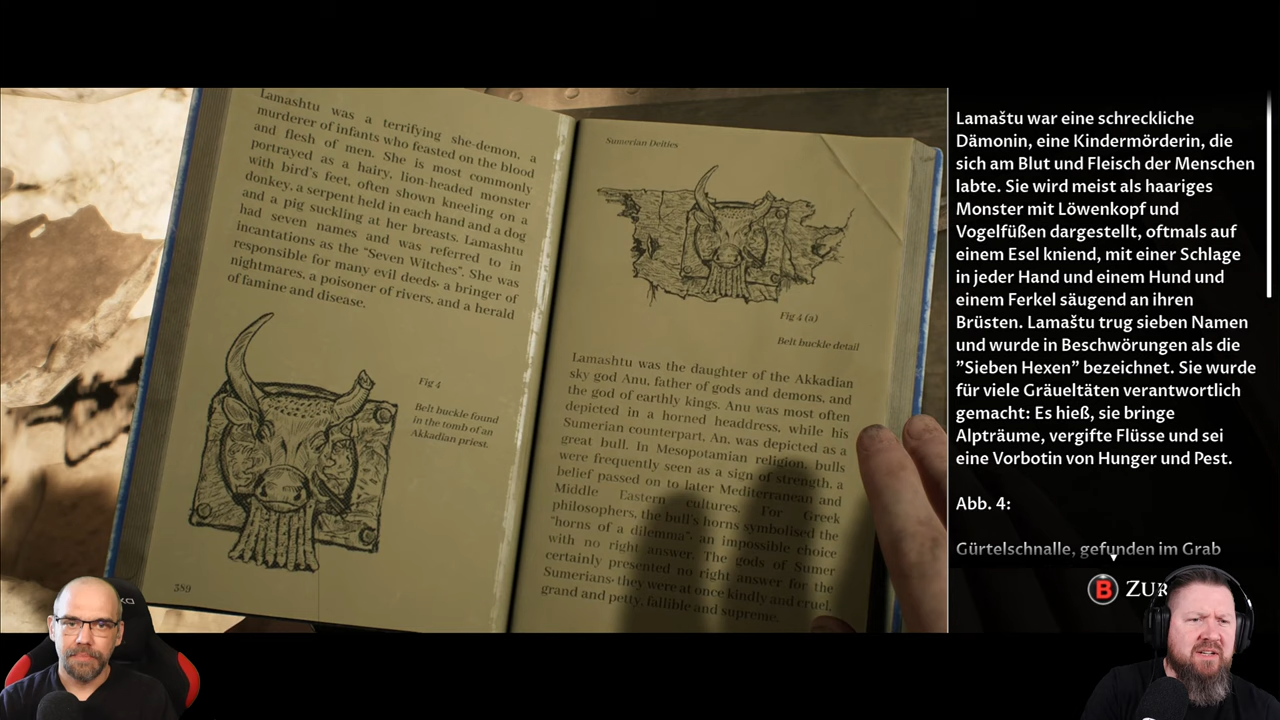 Lamashtu was a terrifying she-demon, a
murderer of infants who feasted on the blood
and flesh of men. She is most commonly
portrayed as a hairy, lion-headed monster
with bird's feet, often shown kneeling on a
donkey, a serpent held in each hand and a dog
and a pig suckling at her breasts. Lamashtu
had seven names and was referred to in
incantations as the "Seven Witches". She was
responsible for many evil deeds: a bringer of
nightmares, a poisoner of rivers, and a herald
of famine and disease.
Fig 4
Belt buckle found
in the tomb of an
Akkadian priest.
389
Sumerian Deities
Fig 4 (a)
Belt buckle detail
Lamashtu was the daughter of the Akkadian
sky god Anu, father of gods and demons, and
the god of earthly kings. Anu was most often
depicted in a horned headdress, while his
Sumerian counterpart, An, was depicted as a
great bull. In Mesopotamian religion, bulls
were frequently seen as a sign of strength, a
belief passed on to later Mediterranean and
Middle Eastern cultures. For Greek
philosophers, the bull's horns symbolised the
"horns of a dilemma", an impossible choice
with no right answer. The gods of Sumer
certainly presented no right answer for the
Sumerians: they were at once kindly and cruel,
grand and petty, fallible and supreme.
Lamaštu war eine schreckliche
Dämonin, eine Kindermörderin, die
sich am Blut und Fleisch der Menschen
labte. Sie wird meist als haariges
Monster mit Löwenkopf und
Vogelfüßen dargestellt, oftmals auf
einem Esel kniend, mit einer Schlage
in jeder Hand und einem Hund und
einem Ferkel säugend an ihren
Brüsten. Lamaštu trug sieben Namen
und wurde in Beschwörungen als die
"Sieben Hexen" bezeichnet. Sie wurde
für viele Gräueltäten verantwortlich
gemacht: Es hieß, sie bringe
Alpträume, vergifte Flüsse und sei
eine Vorbotin von Hunger und Pest.
Abb. 4:
Gürtelschnalle, gefunden im Grab
B